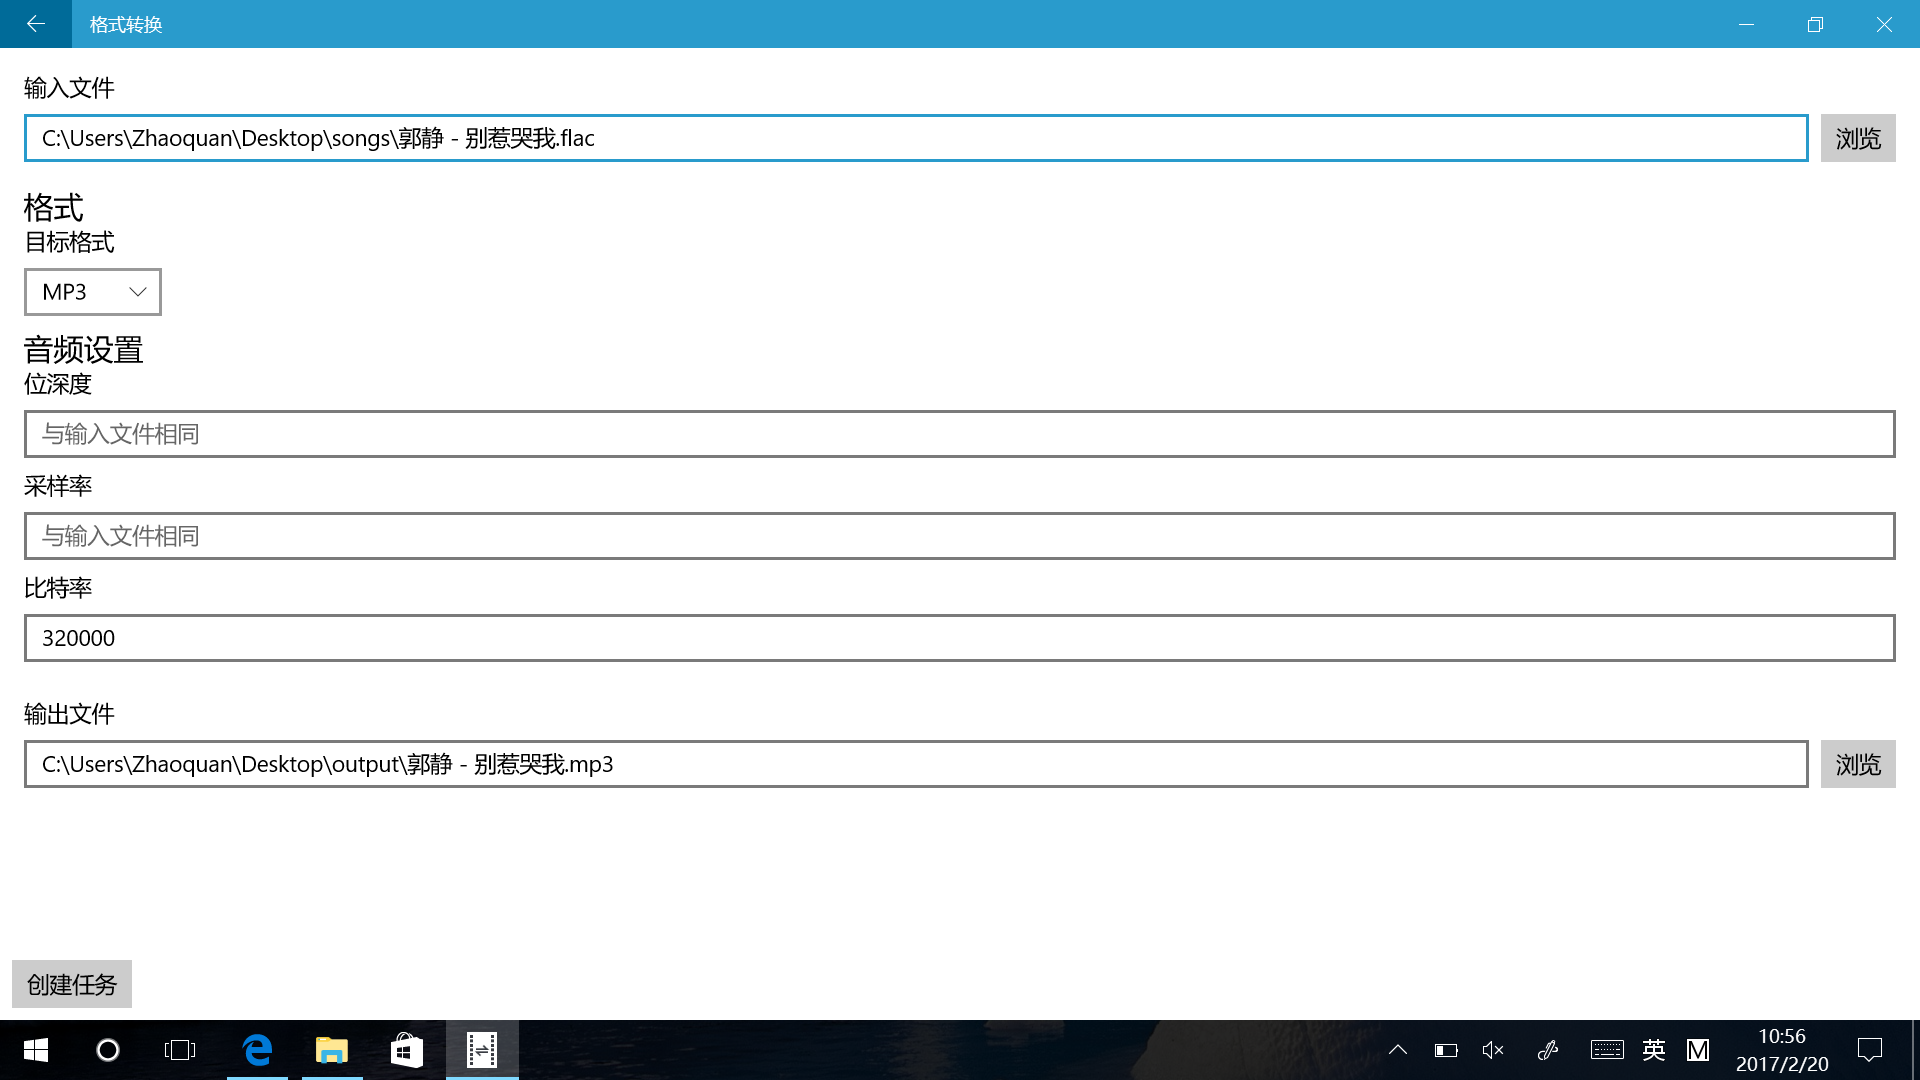 格式转换
输入文件
C:\Users\Zhaoquan\Desktop\songs\郭静 - 别惹哭我.flac
浏览
格式
目标格式
MP3
音频设置
位深度
与输入文件相同
采样率
与输入文件相同
比特率
320000
输出文件
C:\Users\Zhaoquan\Desktop\output\郭静 - 别惹哭我.mp3
浏览
创建任务
英
M
10:56
2017/2/20